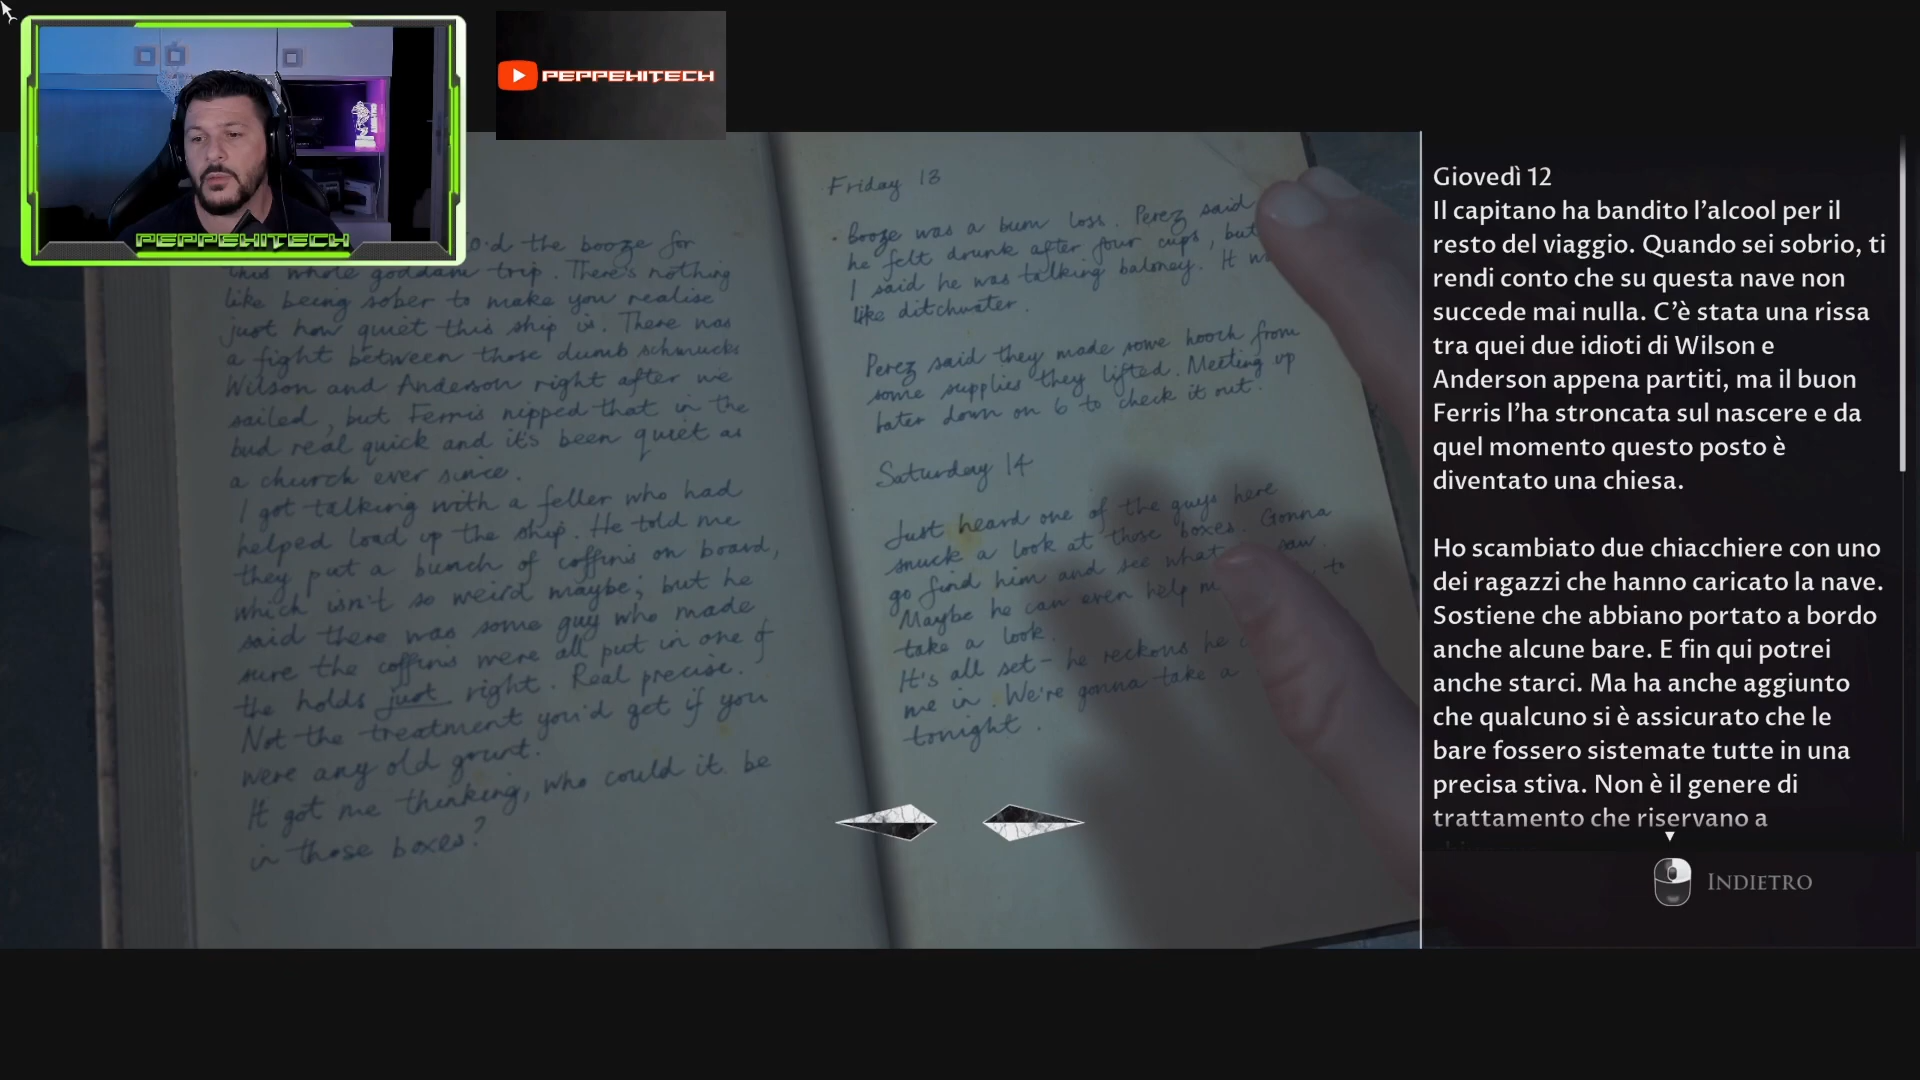 PEPPEHITECH
PEPPEHITECH
the booze for
this whole goddam trip. There's nothing
like being sober to make you realise
just how quiet this ship is. There was
a fight between those dumb schmucks
Wilson and Anderson right after we
sailed, but Ferris nipped that in the
bud real quick and it's been quiet as
a church ever since.
I got talking with a feller who had
helped load up the ship. He told me
they put a bunch of coffins on board,
which isn't so weird maybe; but he
said there was some guy who made
sure the coffins were all put in one of
the holds just right. Real precise.
Not the treatment you'd get if you
were any old grunt.
It got me thinking, who could it be
in those boxes?
Friday 13
Booze was a bum loss. Perez said
he felt drunk after four cups, but
I said he was talking baloney. It
like ditchwater.
Perez said they made some hooch from
some supplies they lifted. Meeting up
later down on 6 to check it out.
Saturday 14
Just heard one of the guys here
snuck a look at those boxes. Gonna
go find him and see what saw.
Maybe he can even help to
take a look.
It's all set - he reckons he
me in. We're gonna take a
tonight.
Giovedì 12
Il capitano ha bandito l'alcool per il
resto del viaggio. Quando sei sobrio, ti
rendi conto che su questa nave non
succede mai nulla. C'è stata una rissa
tra quei due idioti di Wilson e
Anderson appena partiti, ma il buon
Ferris l'ha stroncata sul nascere e da
quel momento questo posto è
diventato una chiesa.
Ho scambiato due chiacchiere con uno
dei ragazzi che hanno caricato la nave.
Sostiene che abbiano portato a bordo
anche alcune bare. E fin qui potrei
anche starci. Ma ha anche aggiunto
che qualcuno si è assicurato che le
bare fossero sistemate tutte in una
precisa stiva. Non è il genere di
trattamento che riservano a
INDIETRO